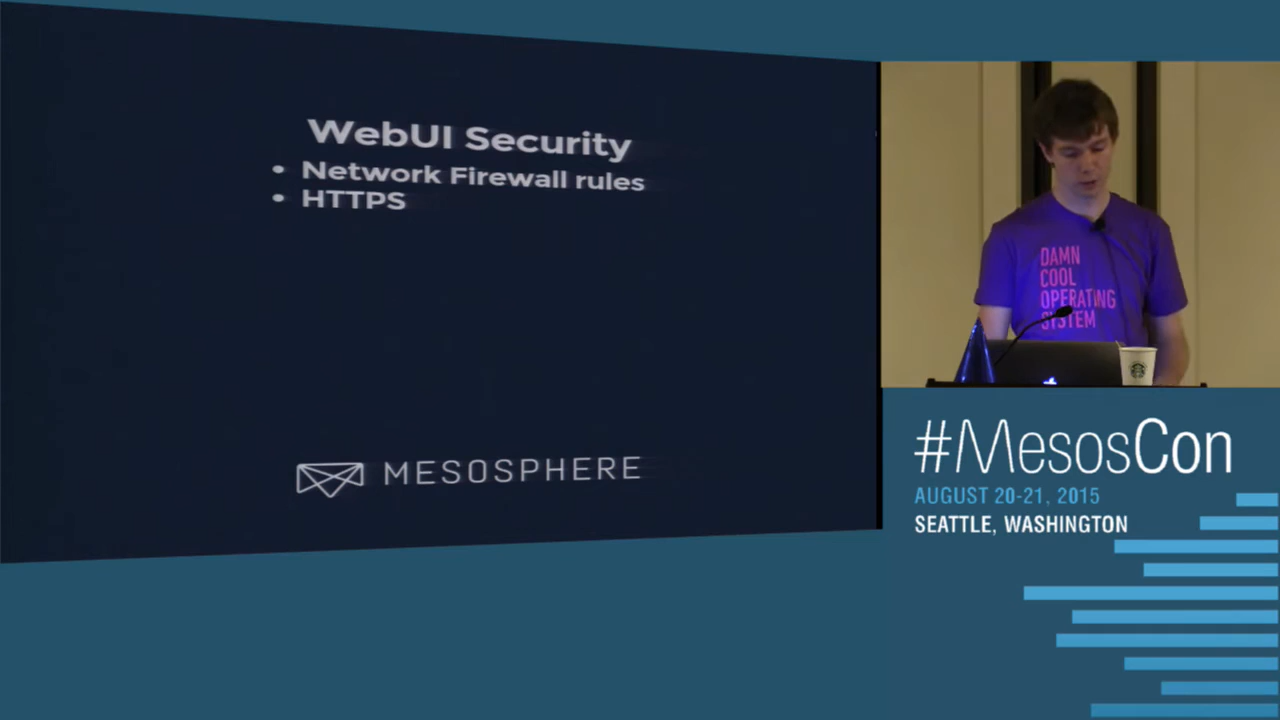 WebUI Security
• Network Firewall rules
• HTTPS
MESOSPHERE
DAMN
COOL
OPERATING
SYSTEM
#MesosCon
AUGUST 20-21, 2015
SEATTLE, WASHINGTON